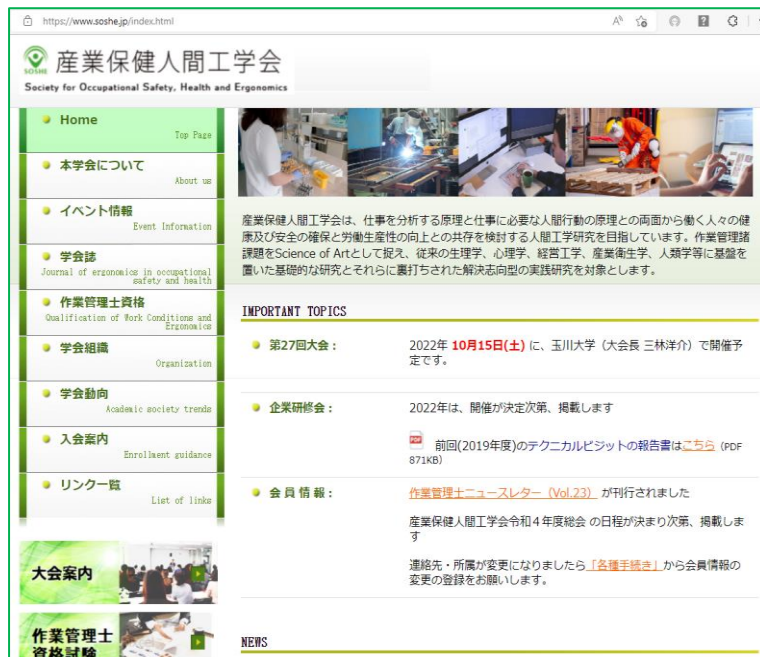 https://www.soshe.jp/index.html
SOSHE
産業保健人間工学会
Society for Occupational Safety, Health and Ergonomics
Home
Top Page
本学会について
About us
イベント情報
Event Information
学会誌
Journal of ergonomics in occupational
safety and health
作業管理士資格
Qualification of Work Conditions and
Ergonomics
学会組織
Organization
学会動向
Academic society trends
入会案内
Enrollment guidance
リンク一覧
List of links
大会案内
作業管理士
資格試験
産業保健人間工学会は、仕事を分析する原理と仕事に必要な人間行動の原理との両面から働く人々の健
康及び安全の確保と労働生産性の向上との共存を検討する人間工学研究を目指しています。作業管理諸
課題をScience of Artとして捉え、従来の生理学、心理学、経営工学、産業衛生学、人類学等に基盤を
置いた基礎的な研究とそれらに裏打ちされた解決志向型の実践研究を対象とします。
IMPORTANT TOPICS
第27回大会：
2022年 10月15日(土) に、玉川大学（大会長 三林洋介）で開催予
定です。
企業研修会：
2022年は、開催が決定次第、掲載します
PDF 前回(2019年度)のテクニカルビジットの報告書はこちら (PDF
871KB)
会員情報：
作業管理士ニュースレター（Vol.23） が刊行されました
産業保健人間工学会令和４年度総会 の日程が決まり次第、掲載しま
す
連絡先・所属が変更になりましたら「各種手続き」から会員情報の
変更の登録をお願いします。
NEWS